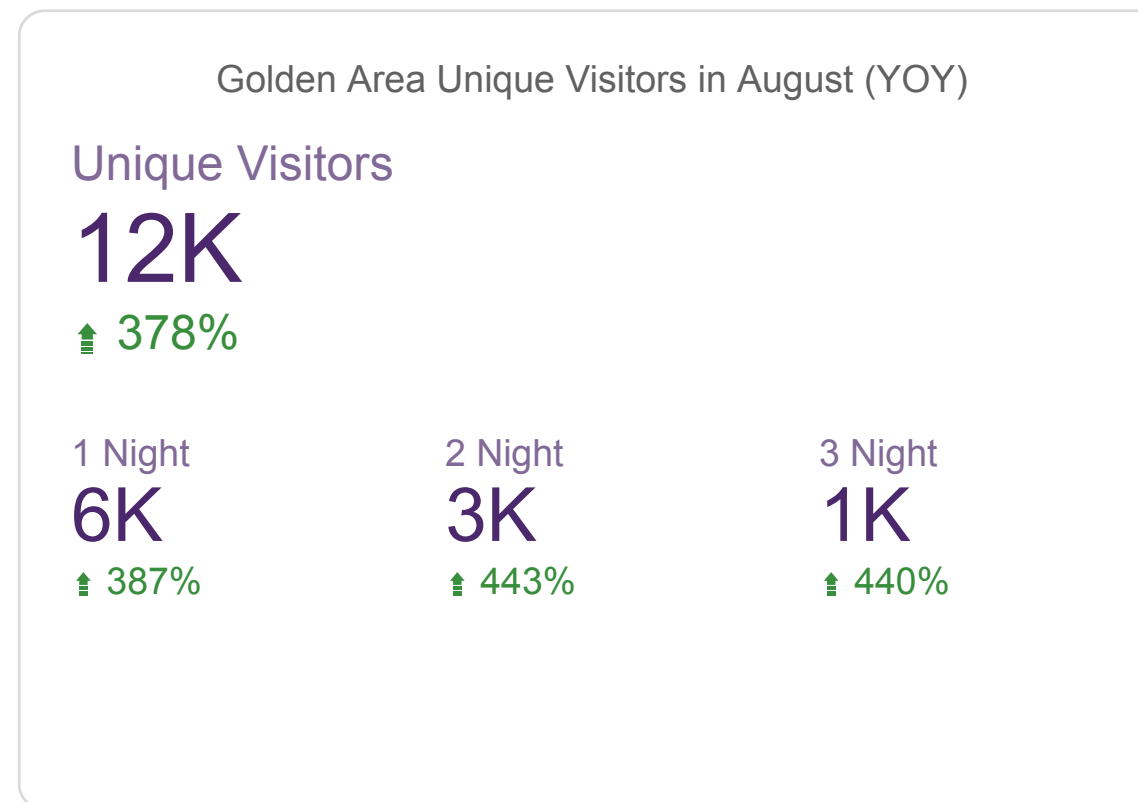 Golden Area Unique Visitors in August (YOY)
Unique Visitors
12K
378%
1 Night 2 Night 3 Night
6K 3K 1K
387% 443% 440%